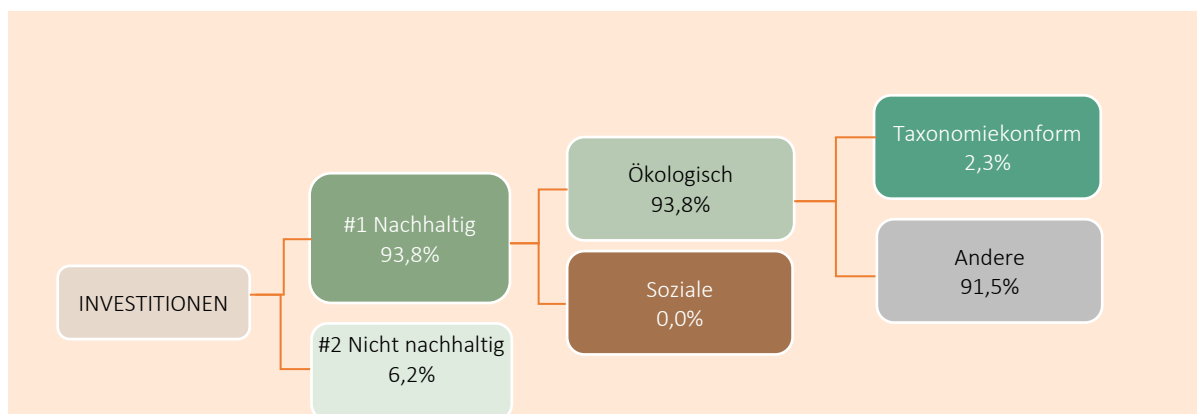 INVESTITIONEN
#1 Nachhaltig
93,8%
#2 Nicht nachhaltig
6,2%
Ökologisch
93,8%
Soziale
0,0%
Taxonomiekonform
2,3%
Andere
91,5%